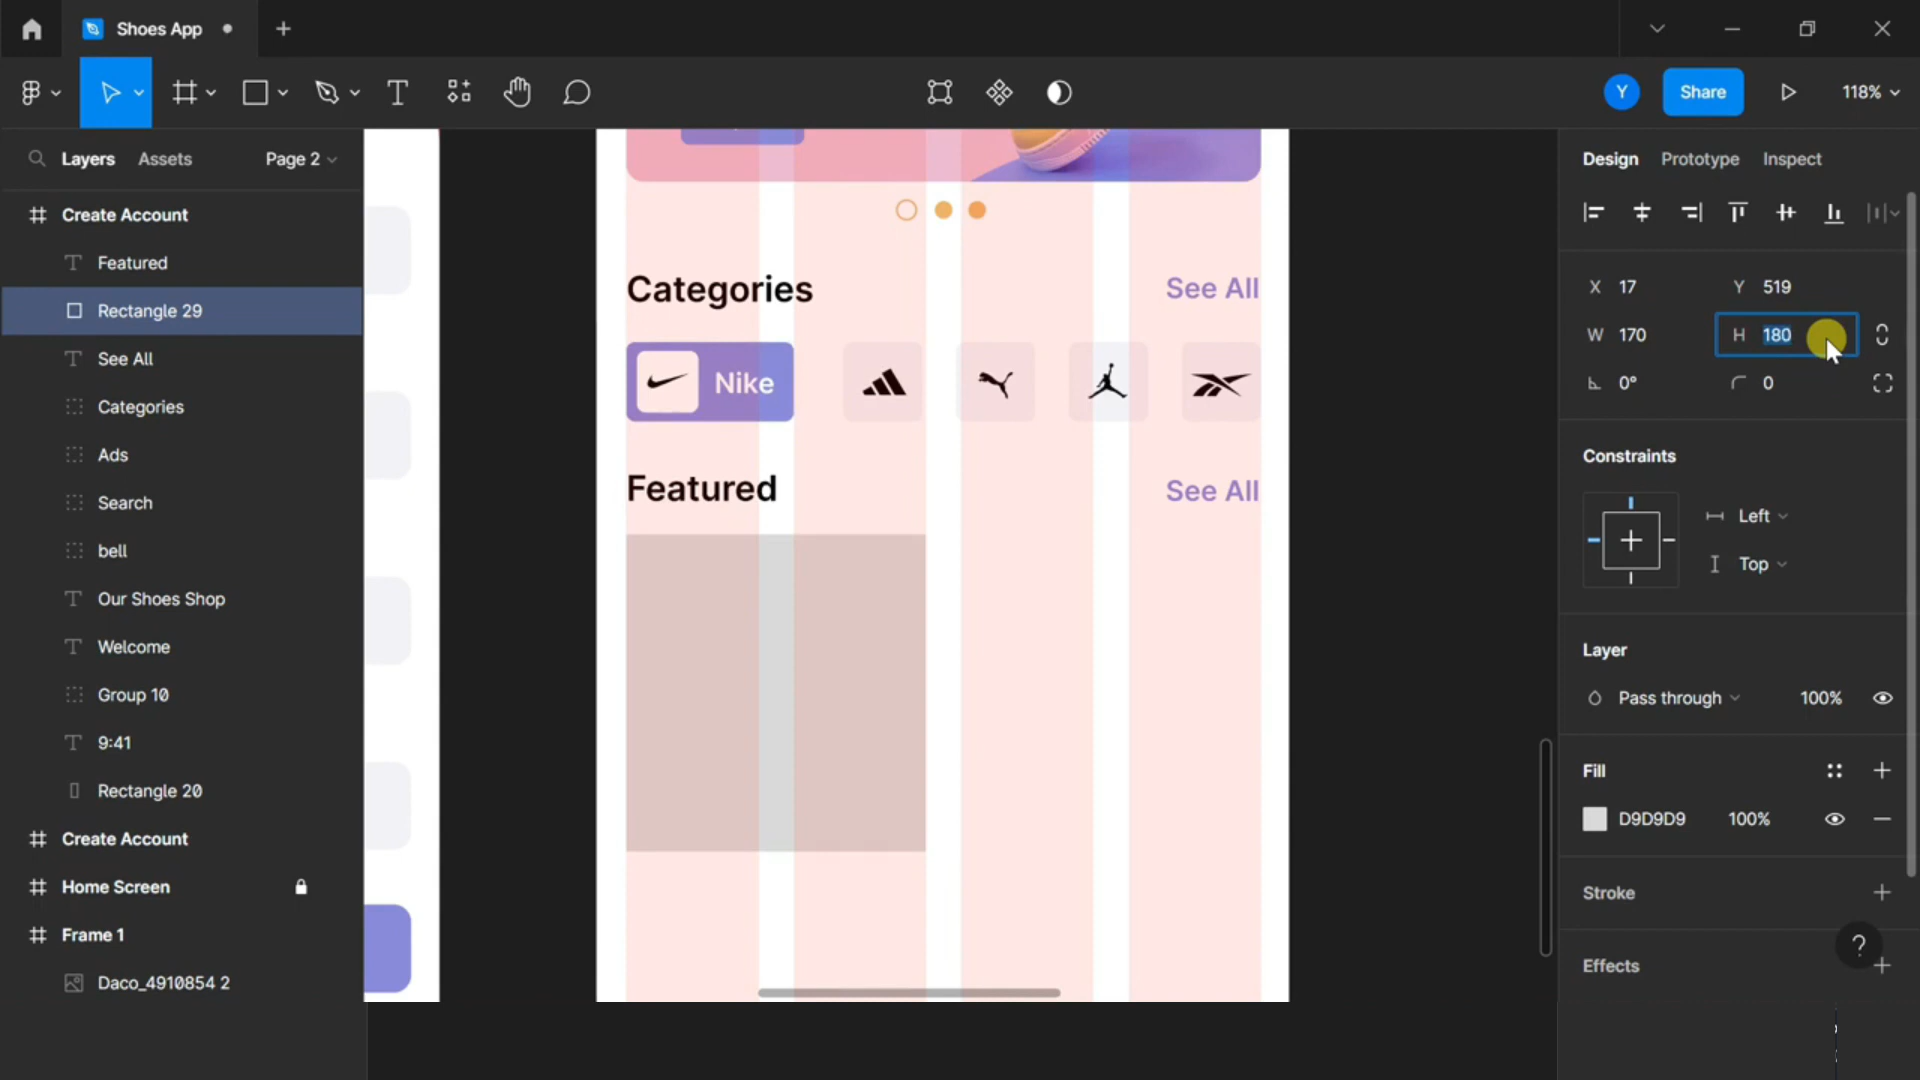 Shoes App
Share
118%
Y
Layers
Assets
Page 2
Create Account
Featured
Rectangle 29
See All
Categories
Ads
Search
bell
Our Shoes Shop
Welcome
Group 10
9:41
Rectangle 20
Create Account
Home Screen
Frame 1
Daco_4910854 2
Categories
See All
Nike
Featured
See All
Design
Prototype
Inspect
X 17
Y 519
W 170
H 180
0°
0
Constraints
Left
Top
Layer
Pass through
100%
Fill
D9D9D9
100%
Stroke
Effects
?